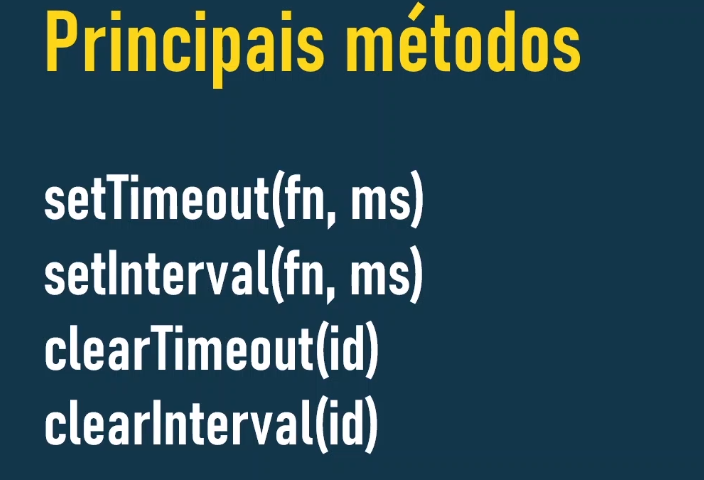 Principais métodos
setTimeout(fn, ms)
setInterval(fn, ms)
clearTimeout(id)
clearInterval(id)